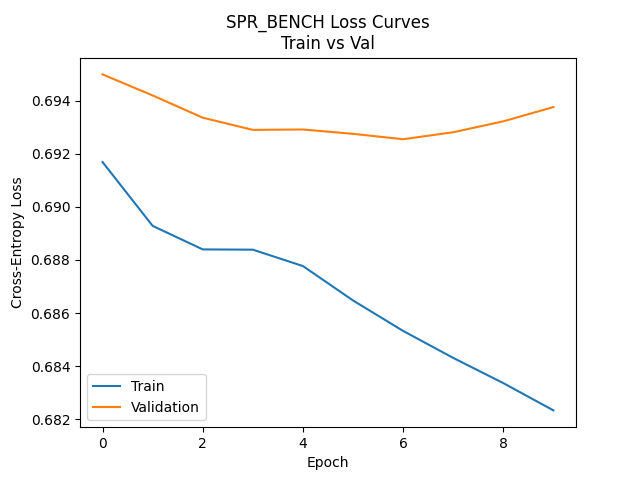 SPR_BENCH Loss Curves
Train vs Val
Cross-Entropy Loss
0.694
0.692
0.690
0.688
0.686
0.684
0.682
Train
Validation
0 2 4 6 8
Epoch